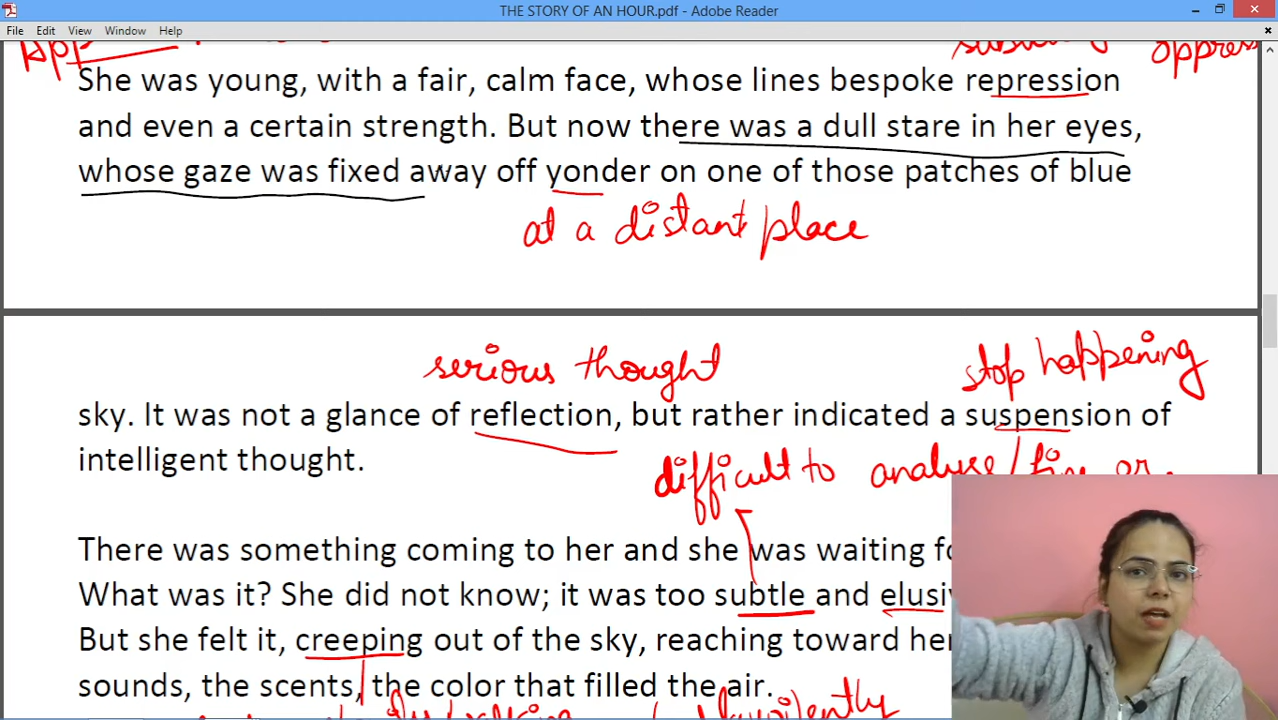 THE STORY OF AN HOUR.pdf - Adobe Reader
File Edit View Window Help
She was young, with a fair, calm face, whose lines bespoke repression
and even a certain strength. But now there was a dull stare in her eyes,
whose gaze was fixed away off yonder on one of those patches of blue
at a distant place
serious thought
stop happening
sky. It was not a glance of reflection, but rather indicated a suspension of
intelligent thought.
difficult to analyse/
There was something coming to her and she was waiting
What was it? She did not know; it was too subtle and elusi
But she felt it, creeping out of the sky, reaching toward her
sounds, the scents, the color that filled the air.